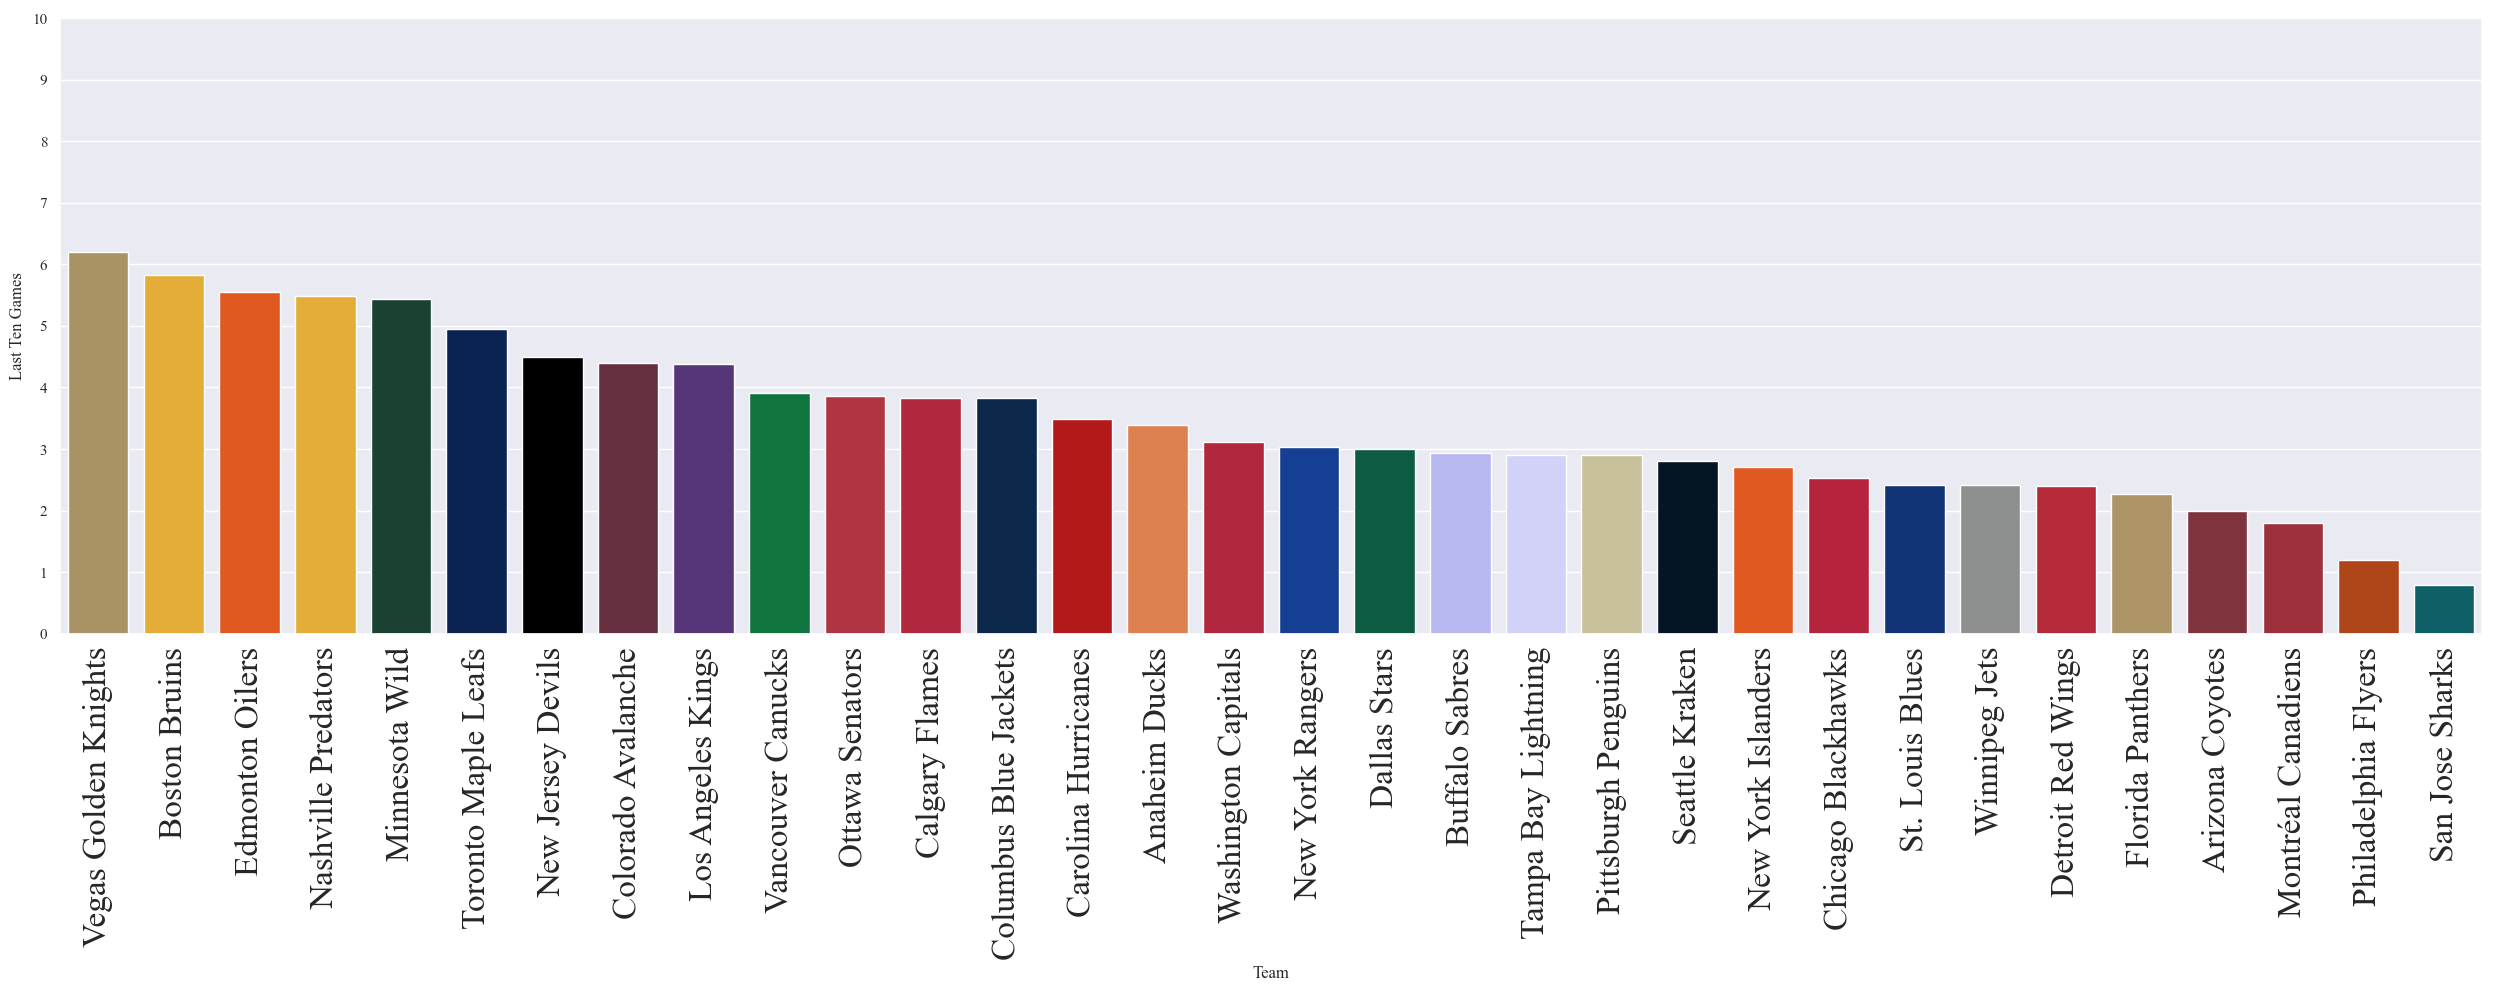 10
9
8
7
6
5
4
3
2
1
0
Last Ten Games
Vegas Golden Knights
Boston Bruins
Edmonton Oilers
Nashville Predators
Minnesota Wild
Toronto Maple Leafs
New Jersey Devils
Colorado Avalanche
Los Angeles Kings
Vancouver Canucks
Ottawa Senators
Calgary Flames
Columbus Blue Jackets
Carolina Hurricanes
Anaheim Ducks
Washington Capitals
New York Rangers
Dallas Stars
Buffalo Sabres
Tampa Bay Lightning
Pittsburgh Penguins
Seattle Kraken
New York Islanders
Chicago Blackhawks
St. Louis Blues
Winnipeg Jets
Detroit Red Wings
Florida Panthers
Arizona Coyotes
Montréal Canadiens
Philadelphia Flyers
San Jose Sharks
Team